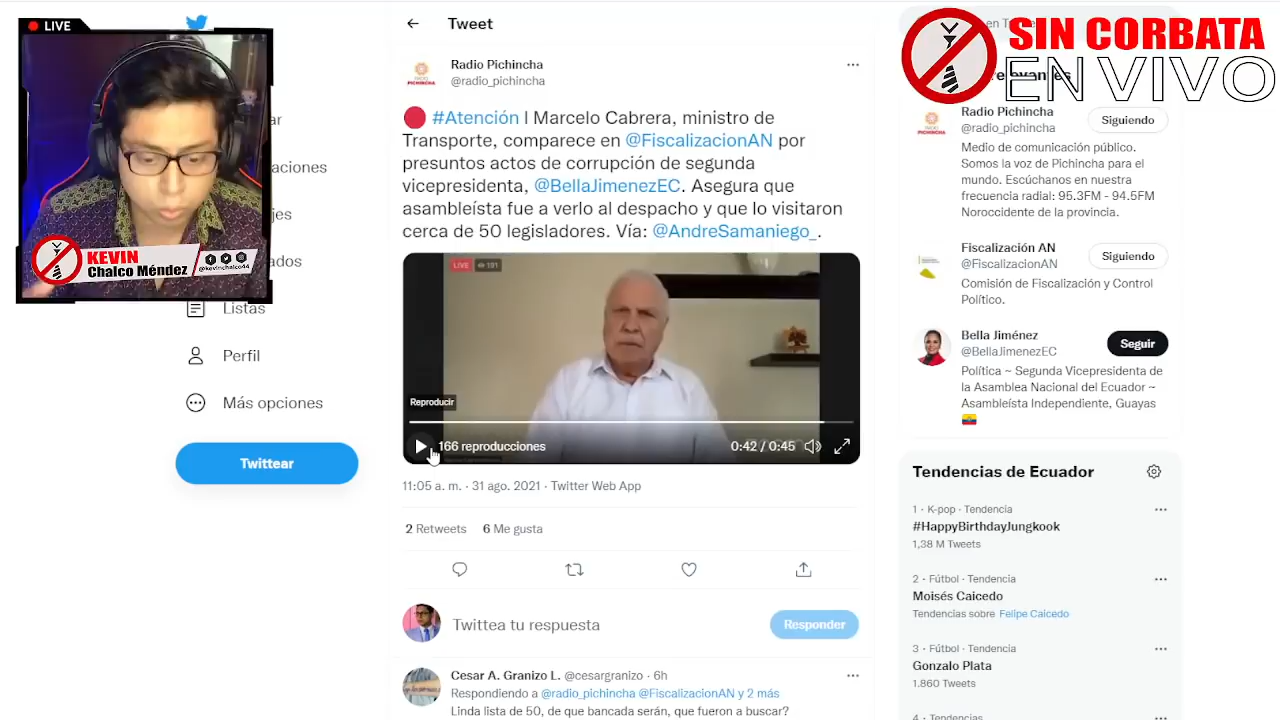 LIVE
KEVIN
Chalco Méndez
@kevinchalco44
Listas
Perfil
Más opciones
Twittear
Tweet
Radio Pichincha
@radio_pichincha
#Atención | Marcelo Cabrera, ministro de
Transporte, comparece en @FiscalizacionAN por
presuntos actos de corrupción de segunda
vicepresidenta, @BellaJimenezEC. Asegura que
asambleísta fue a verlo al despacho y que lo visitaron
cerca de 50 legisladores. Vía: @AndreSamaniego_.
LIVE 191
Reproducir
166 reproducciones
0:42 / 0:45
11:05 a. m. · 31 ago. 2021 · Twitter Web App
2 Retweets 6 Me gusta
Twittea tu respuesta
Responder
Cesar A. Granizo L. @cesargranizo · 6h
Respondiendo a @radio_pichincha @FiscalizacionAN y 2 más
Linda lista de 50, de que bancada serán, que fueron a buscar?
SIN CORBATA
EN VIVO
Radio Pichincha
@radio_pichincha
Siguiendo
Medio de comunicación público.
Somos la voz de Pichincha para el
mundo. Escúchanos en nuestra
frecuencia radial: 95.3FM - 94.5FM
Noroccidente de la provincia.
Fiscalización AN
@FiscalizacionAN
Siguiendo
Comisión de Fiscalización y Control
Político.
Bella Jiménez
@BellaJimenezEC
Seguir
Política ~ Segunda Vicepresidenta de
la Asamblea Nacional del Ecuador ~
Asambleísta Independiente, Guayas
Tendencias de Ecuador
1 · K-pop · Tendencia
#HappyBirthdayJungkook
1,38 M Tweets
2 · Fútbol · Tendencia
Moisés Caicedo
Tendencias sobre Felipe Caicedo
3 · Fútbol · Tendencia
Gonzalo Plata
1.860 Tweets
4 · Tendencia